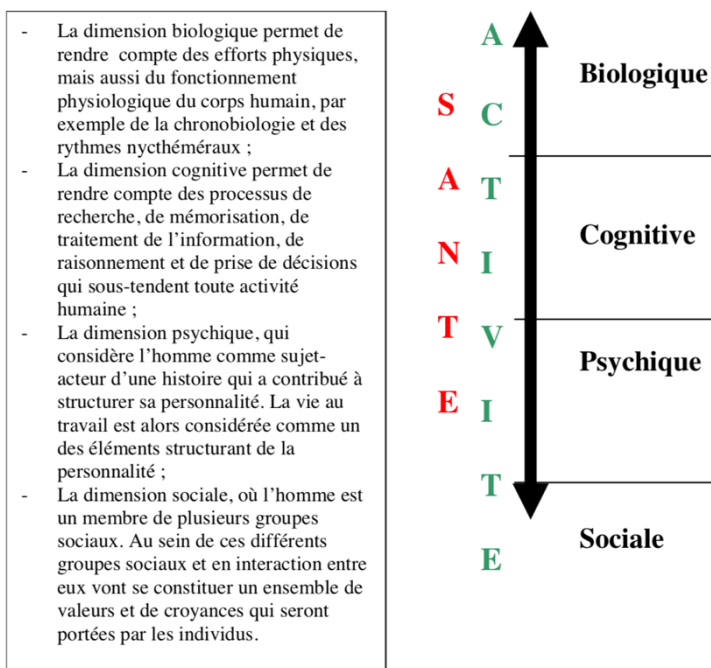 - La dimension biologique permet de
rendre compte des efforts physiques,
mais aussi du fonctionnement
physiologique du corps humain, par
exemple de la chronobiologie et des
rythmes nycthéméraux ;
- La dimension cognitive permet de
rendre compte des processus de
recherche, de mémorisation, de
traitement de l’information, de
raisonnement et de prise de décisions
qui sous-tendent toute activité
humaine ;
- La dimension psychique, qui
considère l’homme comme sujet-
acteur d’une histoire qui a contribué à
structurer sa personnalité. La vie au
travail est alors considérée comme un
des éléments structurant de la
personnalité ;
- La dimension sociale, où l’homme est
un membre de plusieurs groupes
sociaux. Au sein de ces différents
groupes sociaux et en interaction entre
eux vont se constituer un ensemble de
valeurs et de croyances qui seront
portées par les individus.
SANTE
ACTIVITE
Biologique
Cognitive
Psychique
Sociale